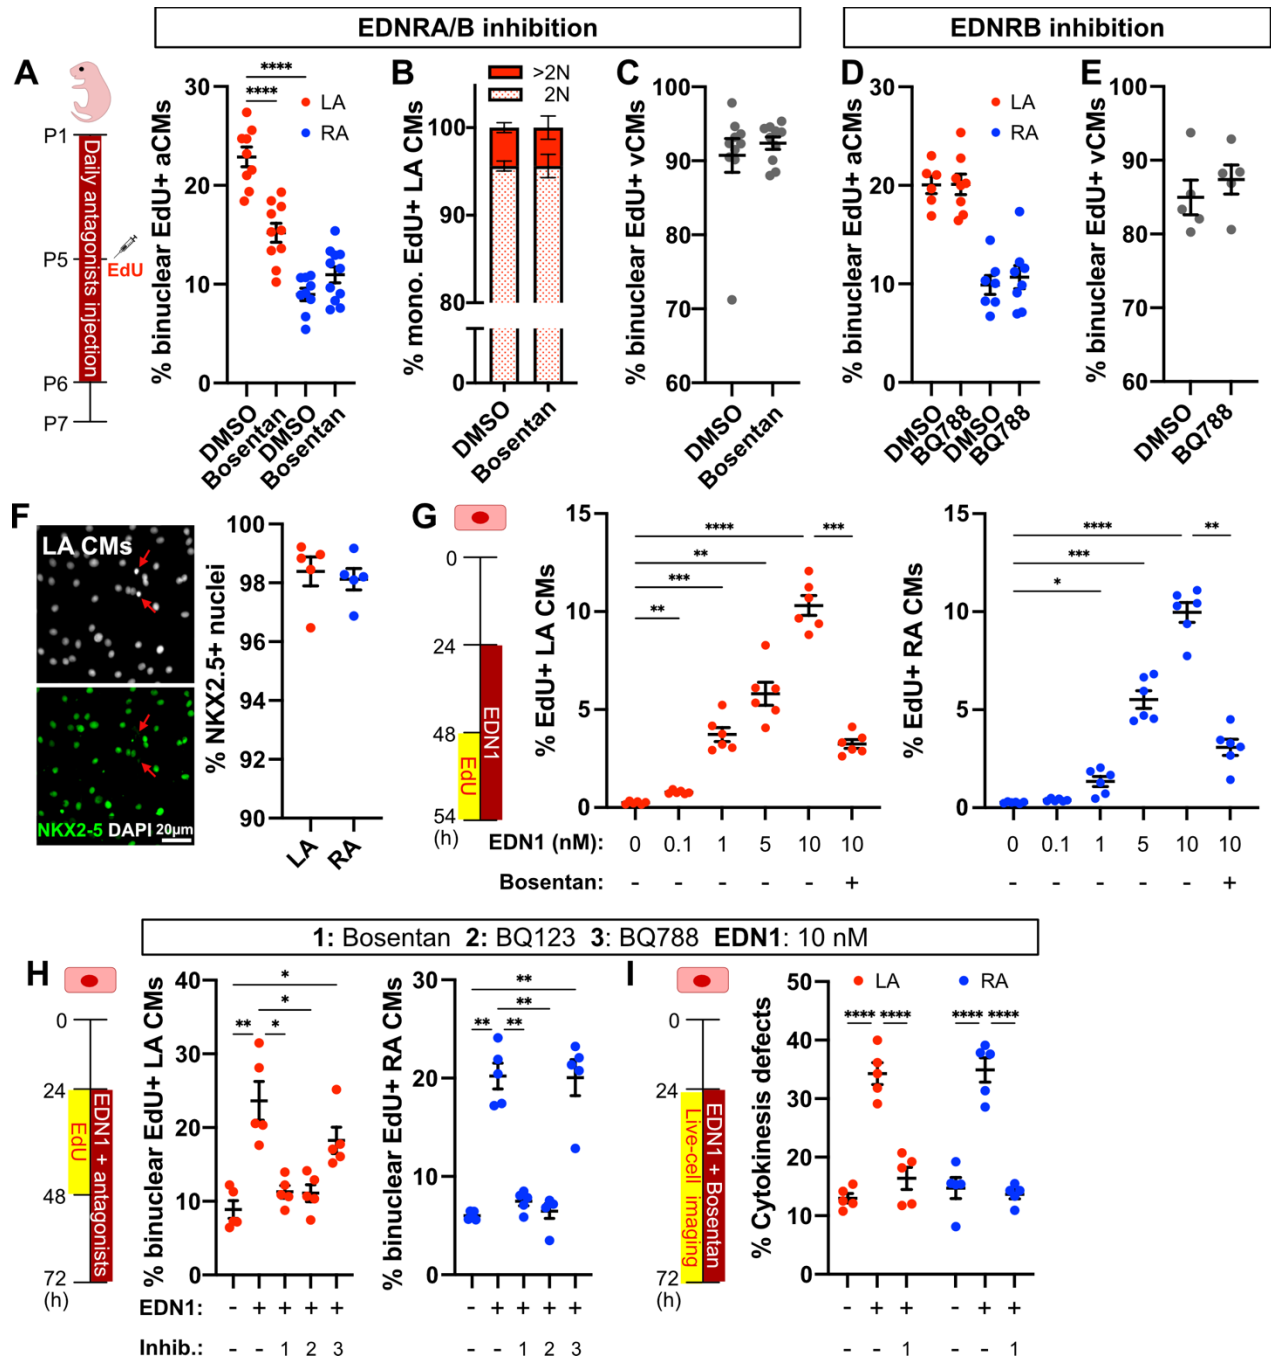 EDNRA/B inhibition
EDNRB inhibition
A
P1
P5
P6
P7
Daily antagonists injection
EdU
% binuclear EdU+ aCMs
30
20
10
0
****
****
LA
RA
DMSO
Bosentan
DMSO
Bosentan
B
>2N
2N
% mono. EdU+ LA CMs
100
90
80
0
DMSO
Bosentan
C
% binuclear EdU+ vCMs
100
90
80
70
60
DMSO
Bosentan
D
% binuclear EdU+ aCMs
30
20
10
0
LA
RA
DMSO
BQ788
DMSO
BQ788
E
% binuclear EdU+ vCMs
100
90
80
70
60
DMSO
BQ788
F
LA CMs
NKX2-5 DAPI 20µm
% NKX2.5+ nuclei
100
98
96
94
92
90
LA
RA
G
0
24
48
54
(h)
EDN1
EdU
% EdU+ LA CMs
15
10
5
0
**** ***
**
***
**
EDN1 (nM): 0 0.1 1 5 10 10
Bosentan: - - - - - +
% EdU+ RA CMs
15
10
5
0
**** **
***
*
0 0.1 1 5 10 10
- - - - - +
1: Bosentan 2: BQ123 3: BQ788 EDN1: 10 nM
H
0
24
48
72
(h)
EdU
EDN1 + antagonists
% binuclear EdU+ LA CMs
40
30
20
10
0
*
*
** *
EDN1: - + + + +
Inhib.: - - 1 2 3
% binuclear EdU+ RA CMs
30
20
10
0
**
**
** **
- + + + +
- - 1 2 3
I
0
24
72
(h)
Live-cell imaging
EDN1 + Bosentan
% Cytokinesis defects
50
40
30
20
10
0
LA
RA
**** **** **** ****
- + + - + +
- - 1 - - 1